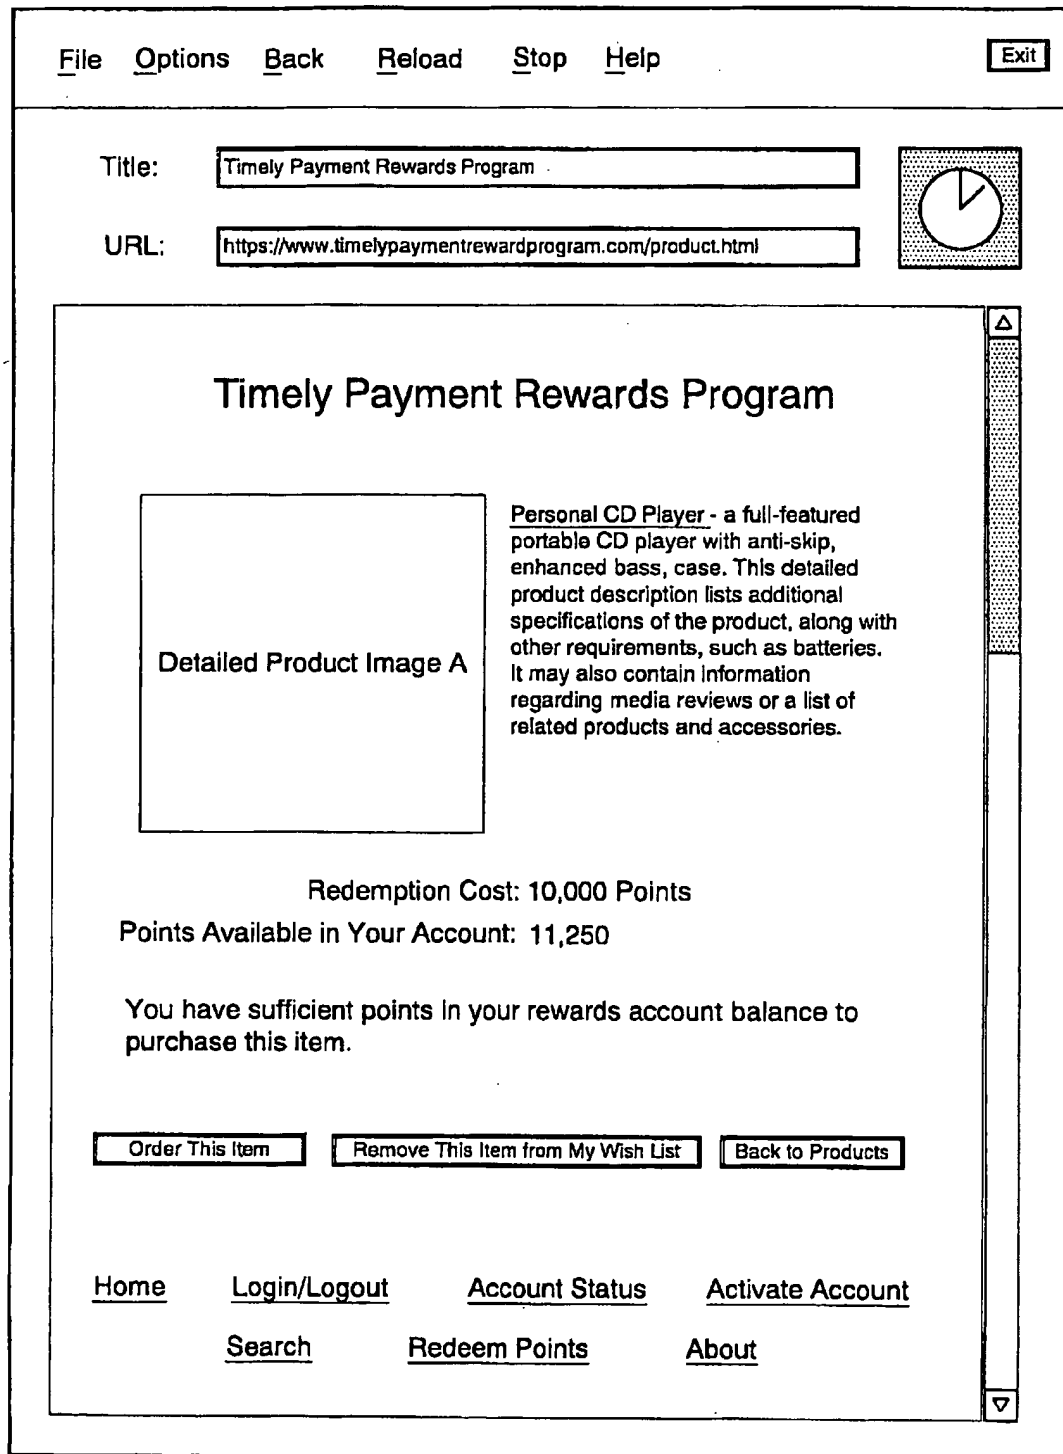 File Options Back Reload Stop Help Exit
Title: Timely Payment Rewards Program
URL: https://www.timelypaymentrewardprogram.com/product.html
Timely Payment Rewards Program
Detailed Product Image A
Personal CD Player - a full-featured
portable CD player with anti-skip,
enhanced bass, case. This detailed
product description lists additional
specifications of the product, along with
other requirements, such as batteries.
It may also contain information
regarding media reviews or a list of
related products and accessories.
Redemption Cost: 10,000 Points
Points Available in Your Account: 11,250
You have sufficient points in your rewards account balance to
purchase this item.
Order This Item Remove This Item from My Wish List Back to Products
Home Login/Logout Account Status Activate Account
Search Redeem Points About